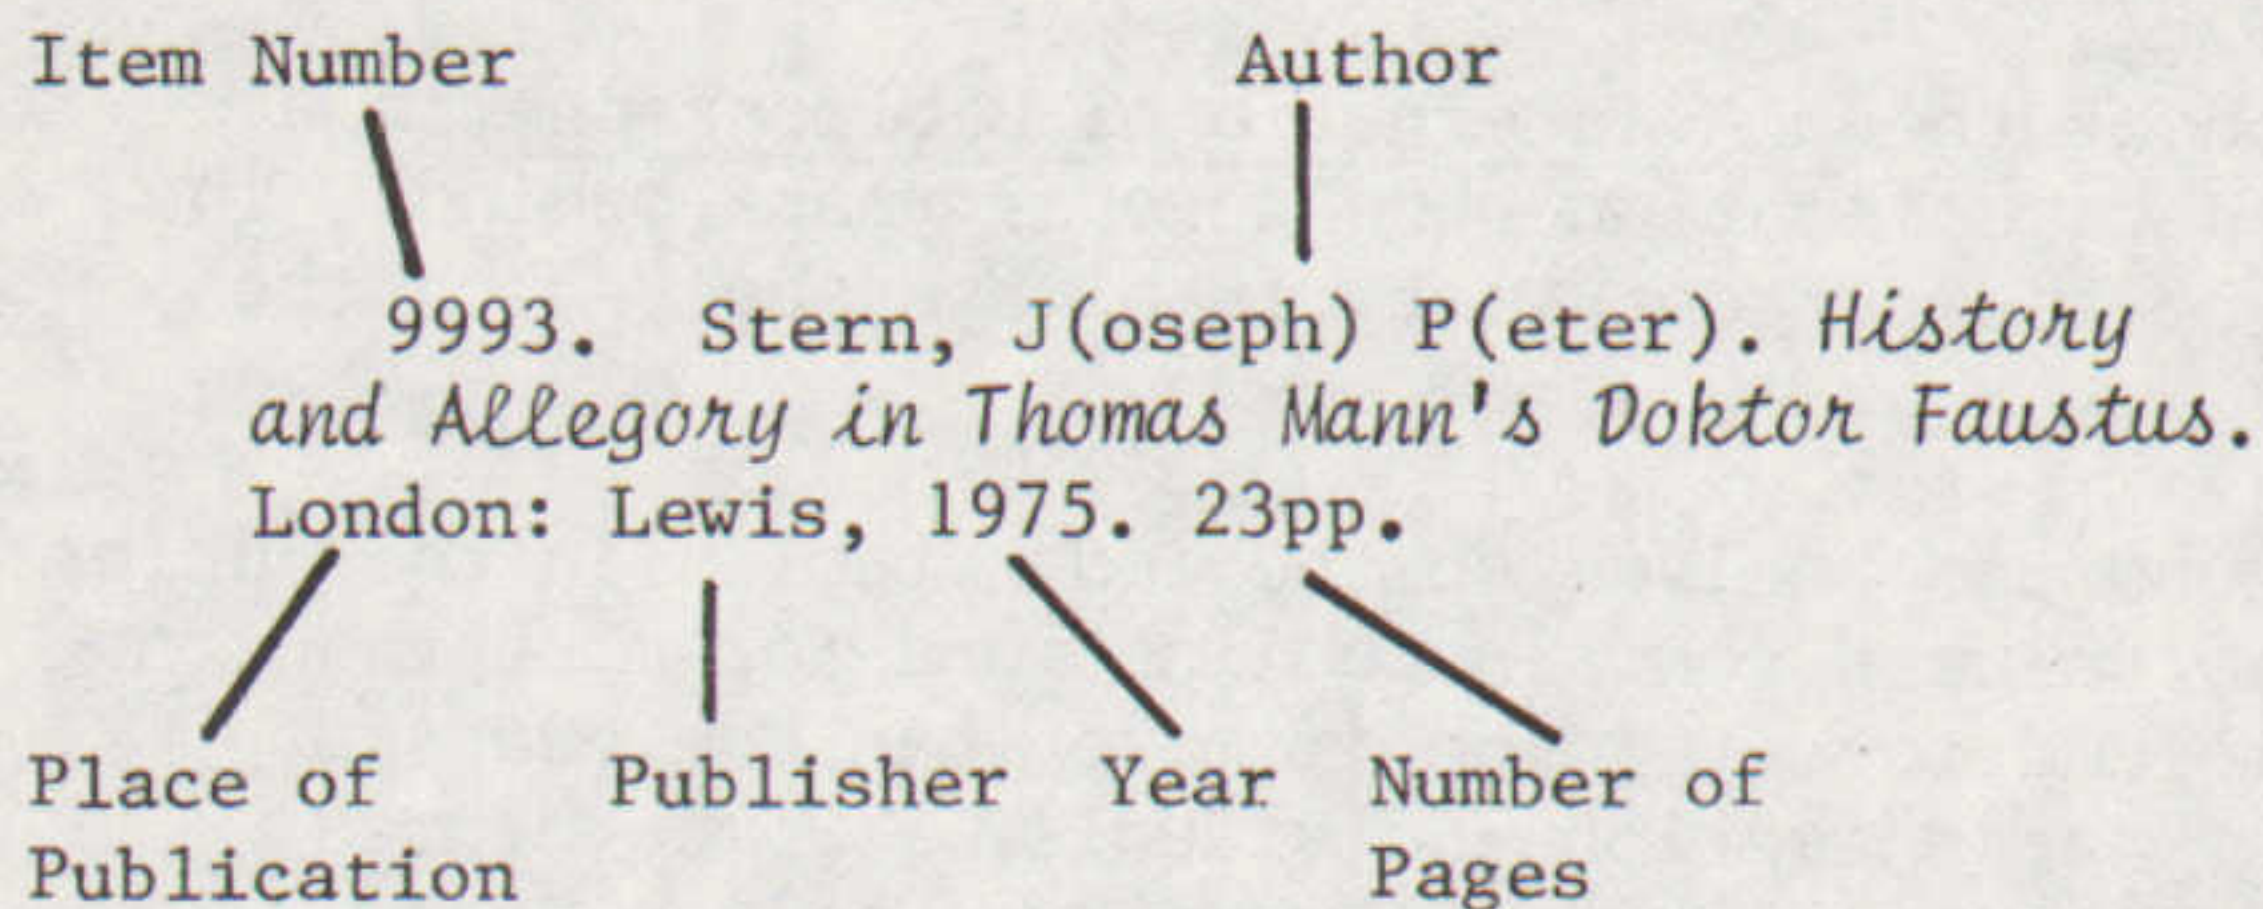 Item Number Author
9993. Stern, J(oseph) P(eter). History
and Allegory in Thomas Mann's Doktor Faustus.
London: Lewis, 1975. 23pp.
Place of Publisher Year Number of
Publication Pages